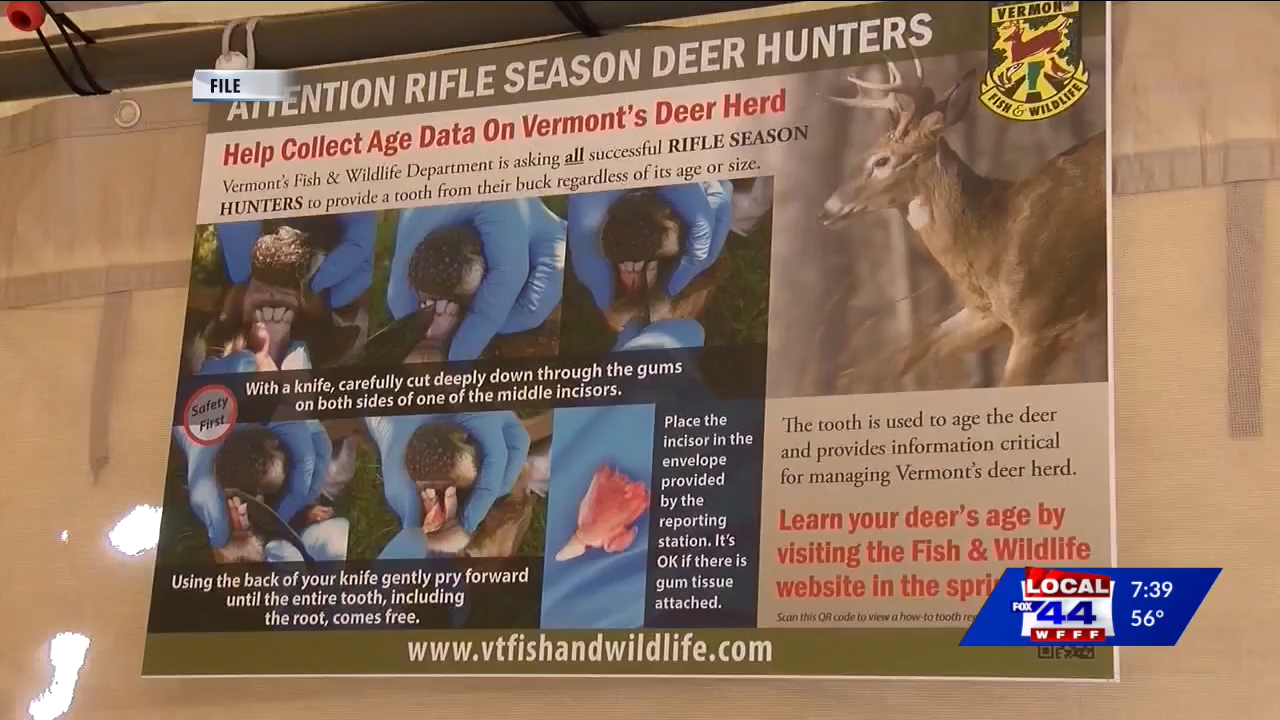 FILE
ATTENTION RIFLE SEASON DEER HUNTERS
VERMONT
FISH & WILDLIFE
Help Collect Age Data On Vermont's Deer Herd
Vermont's Fish & Wildlife Department is asking all successful RIFLE SEASON
HUNTERS to provide a tooth from their buck regardless of its age or size.
With a knife, carefully cut deeply down through the gums
on both sides of one of the middle incisors.
Safety
First
Using the back of your knife gently pry forward
until the entire tooth, including
the root, comes free.
Place the
incisor in the
envelope
provided
by the
reporting
station. It's
OK if there is
gum tissue
attached.
The tooth is used to age the deer
and provides information critical
for managing Vermont's deer herd.
Learn your deer's age by
visiting the Fish & Wildlife
website in the
Scan this QR code to view a how-to tooth
www.vtfishandwildlife.com
LOCAL
FOX 44
WFFF
7:39
56°